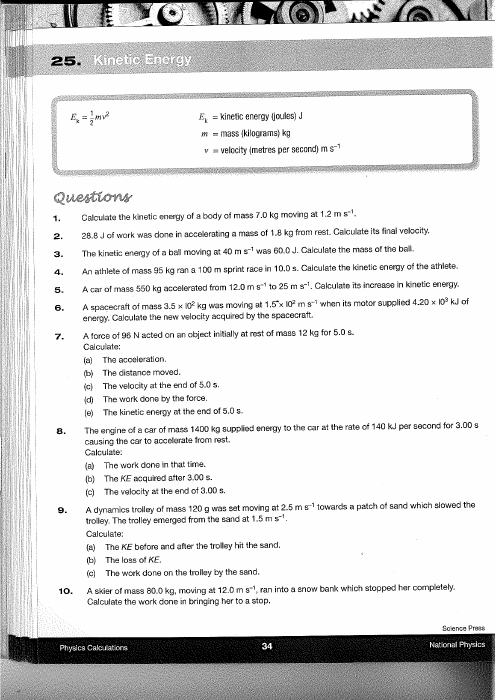 25. Kinetic Energy
Eₖ = ½mv²
Eₖ = kinetic energy (joules) J
m = mass (kilograms) kg
v = velocity (metres per second) m s⁻¹
Questions
1. Calculate the kinetic energy of a body of mass 7.0 kg moving at 1.2 m s⁻¹.
2. 28.8 J of work was done in accelerating a mass of 1.8 kg from rest. Calculate its final velocity.
3. The kinetic energy of a ball moving at 40 m s⁻¹ was 60.0 J. Calculate the mass of the ball.
4. An athlete of mass 95 kg ran a 100 m sprint race in 10.0 s. Calculate the kinetic energy of the athlete.
5. A car of mass 550 kg accelerated from 12.0 m s⁻¹ to 25 m s⁻¹. Calculate its increase in kinetic energy.
6. A spacecraft of mass 3.5 × 10² kg was moving at 1.5 × 10² m s⁻¹ when its motor supplied 4.20 × 10³ kJ of
energy. Calculate the new velocity acquired by the spacecraft.
7. A force of 96 N acted on an object initially at rest of mass 12 kg for 5.0 s.
Calculate:
(a) The acceleration.
(b) The distance moved.
(c) The velocity at the end of 5.0 s.
(d) The work done by the force.
(e) The kinetic energy at the end of 5.0 s.
8. The engine of a car of mass 1400 kg supplied energy to the car at the rate of 140 kJ per second for 3.00 s
causing the car to accelerate from rest.
Calculate:
(a) The work done in that time.
(b) The KE acquired after 3.00 s.
(c) The velocity at the end of 3.00 s.
9. A dynamics trolley of mass 120 g was set moving at 2.5 m s⁻¹ towards a patch of sand which slowed the
trolley. The trolley emerged from the sand at 1.5 m s⁻¹.
Calculate:
(a) The KE before and after the trolley hit the sand.
(b) The loss of KE.
(c) The work done on the trolley by the sand.
10. A skier of mass 80.0 kg, moving at 12.0 m s⁻¹, ran into a snow bank which stopped her completely.
Calculate the work done in bringing her to a stop.
Science Press
Physics Calculations
34
National Physics